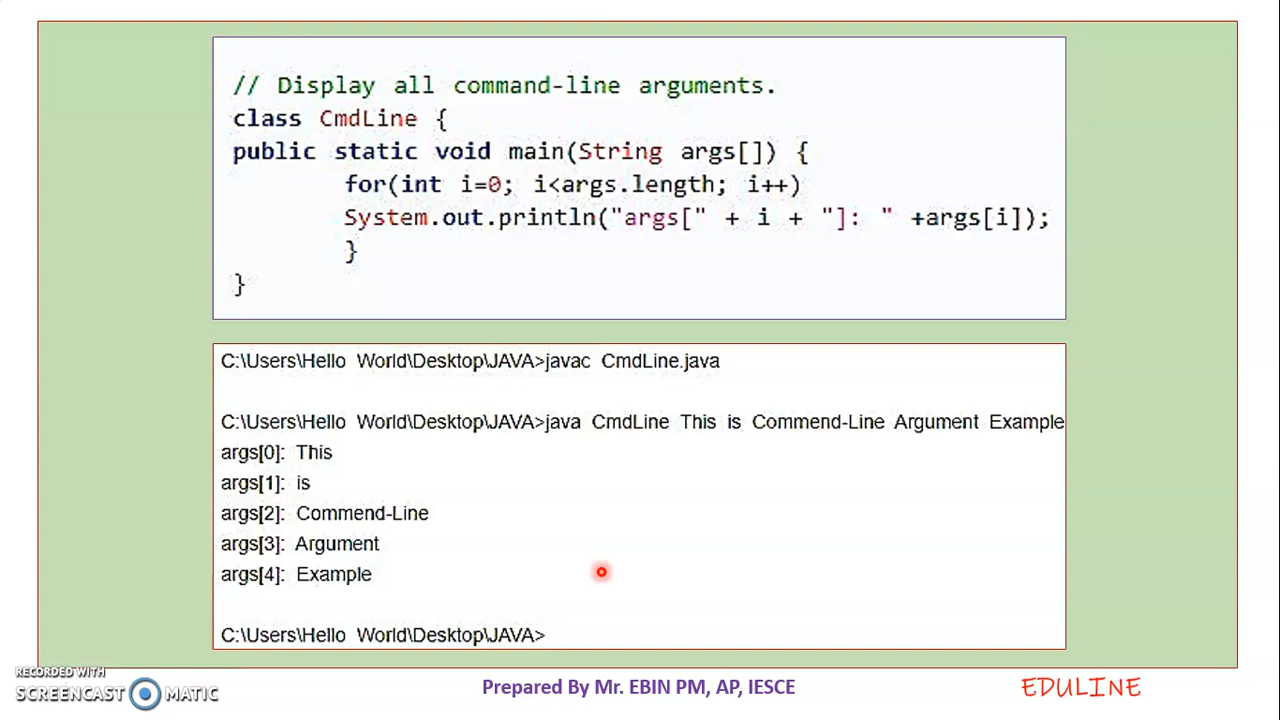 // Display all command-line arguments.
class CmdLine {
public static void main(String args[]) {
for(int i=0; i<args.length; i++)
System.out.println("args[" + i + "]: " +args[i]);
}
}
C:\Users\Hello World\Desktop\JAVA>javac CmdLine.java
C:\Users\Hello World\Desktop\JAVA>java CmdLine This is Commend-Line Argument Example
args[0]: This
args[1]: is
args[2]: Commend-Line
args[3]: Argument
args[4]: Example
C:\Users\Hello World\Desktop\JAVA>
RECORDED WITH
SCREENCAST MATIC
Prepared By Mr. EBIN PM, AP, IESCE
EDULINE